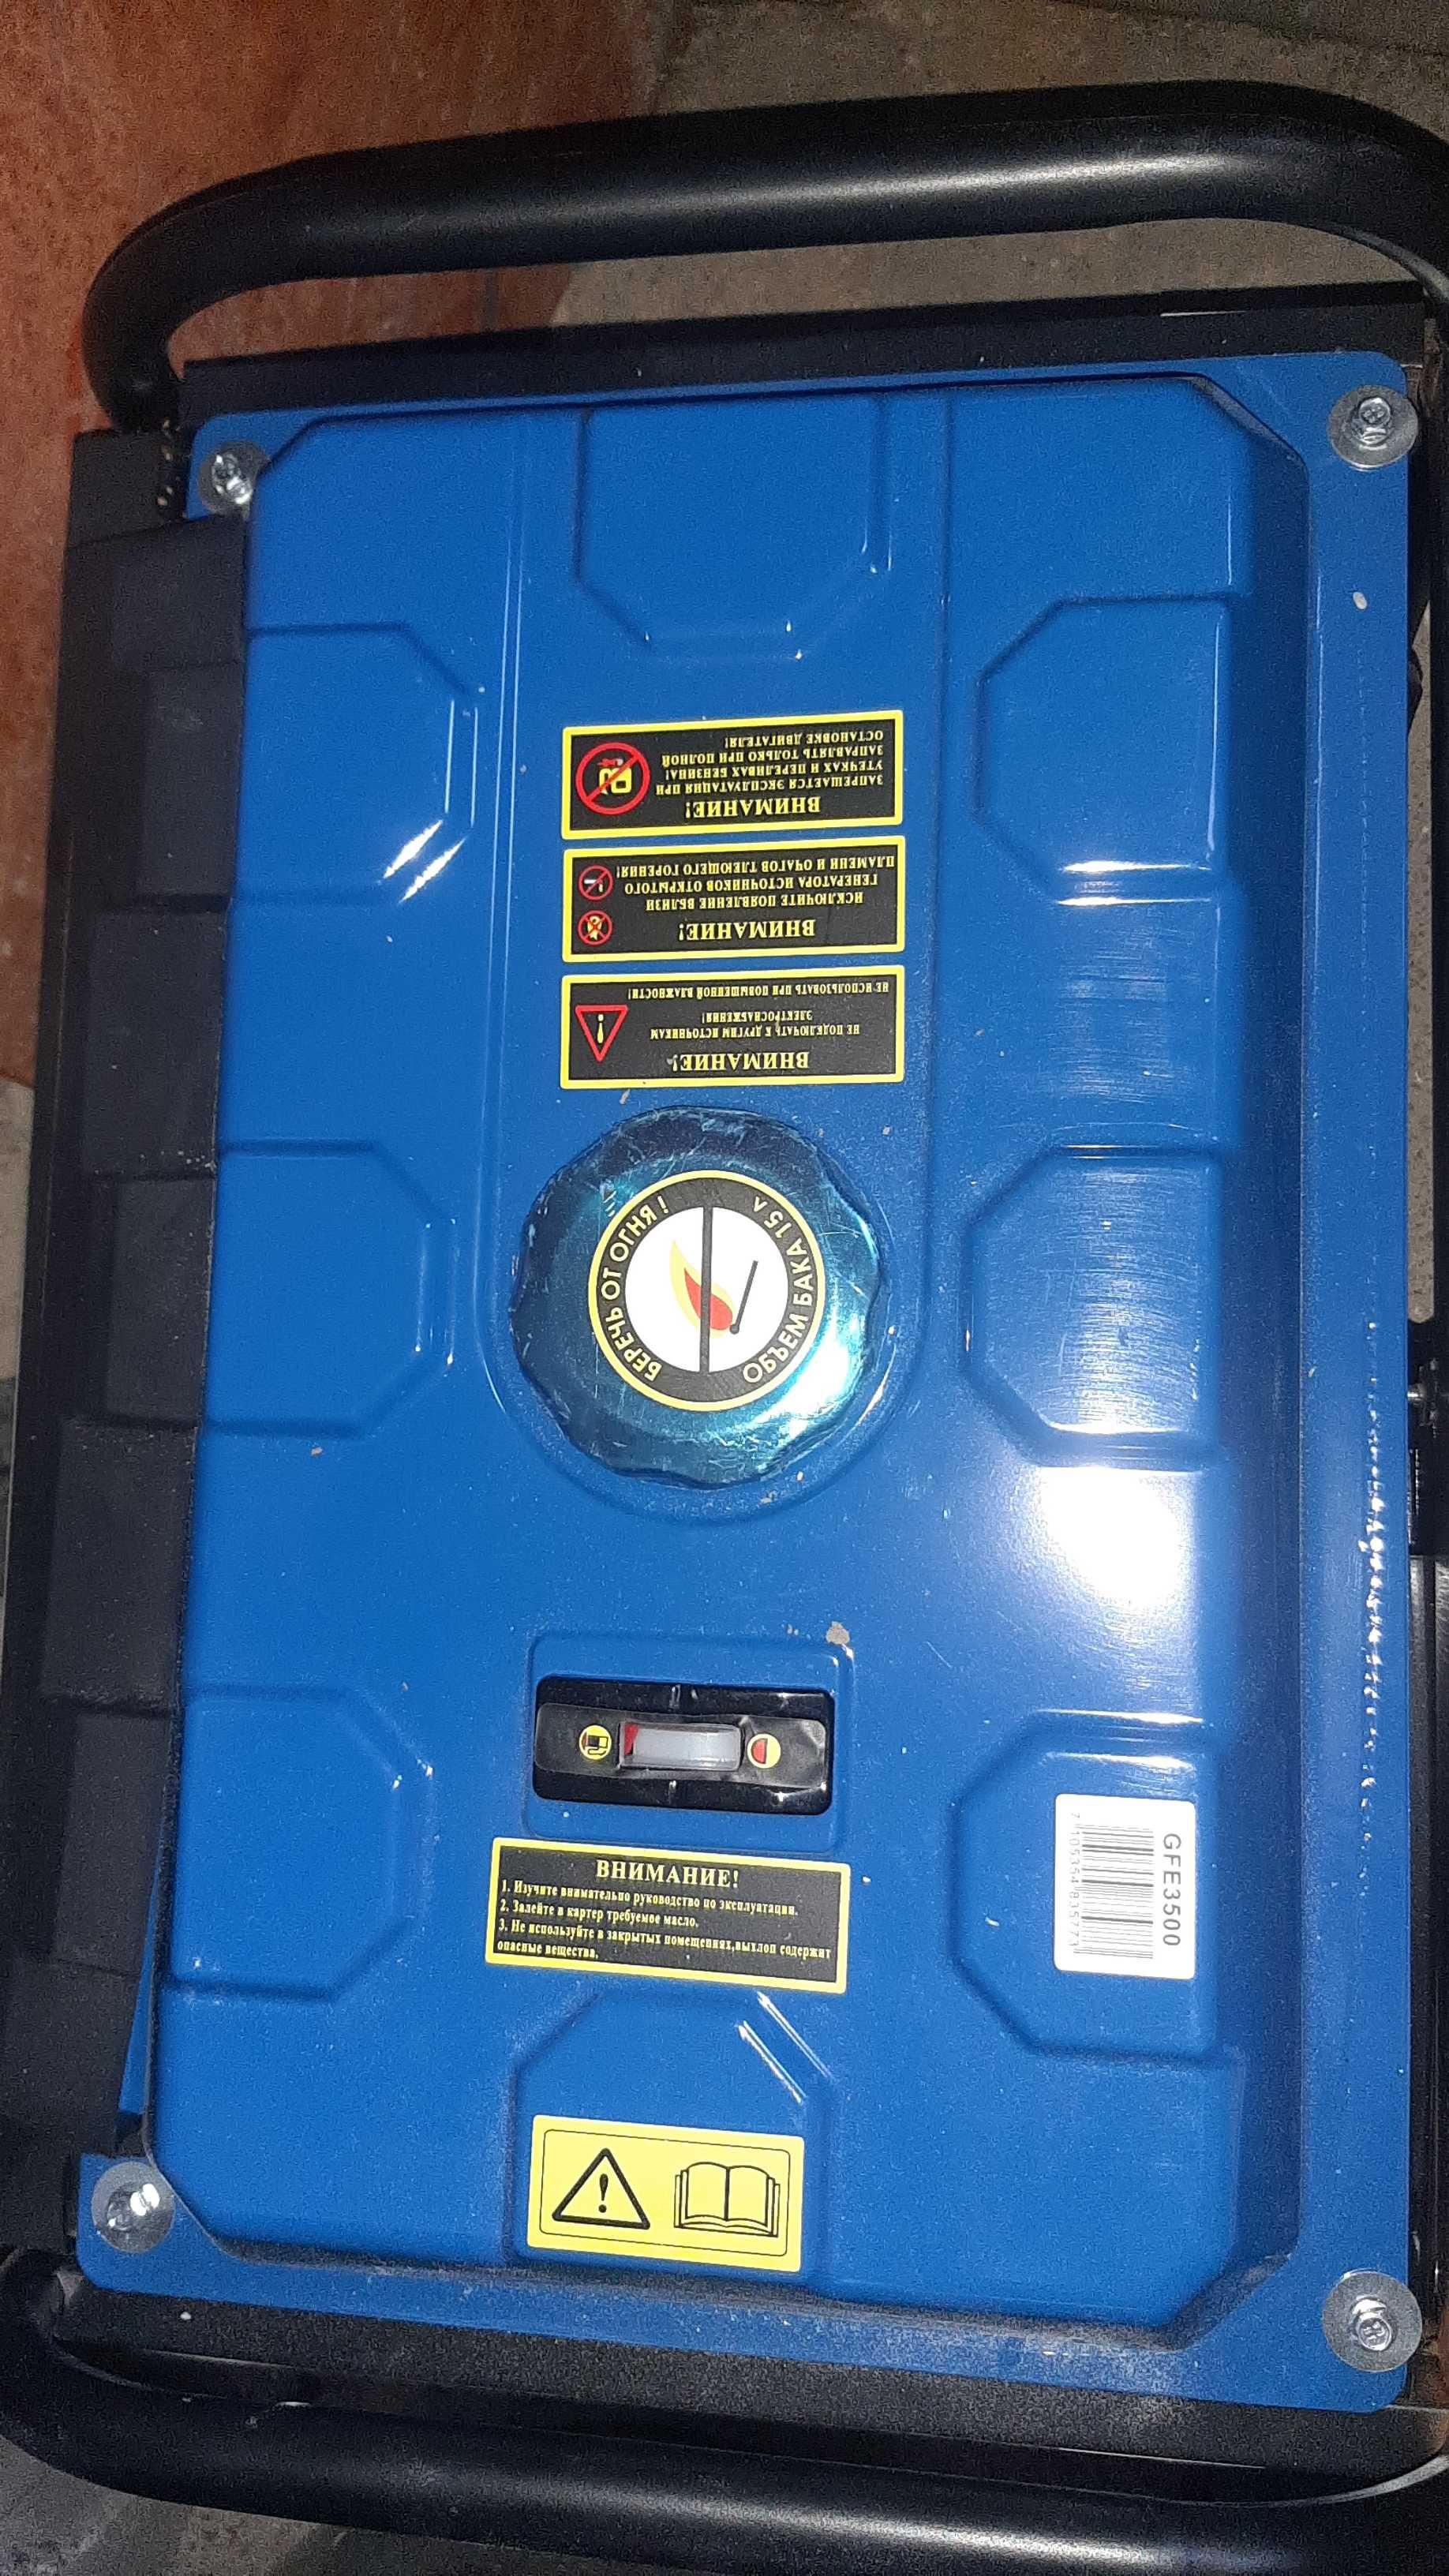 ВНИМАНИЕ!
ЗАПРЕЩАЕТСЯ ЭКСПЛУАТАЦИЯ ПРИ
УТЕЧКАХ И ПЕРЕЛИВАХ БЕНЗИНА!
ЗАПРАВЛЯТЬ ТОЛЬКО ПРИ ПОЛНОЙ
ОСТАНОВКЕ ДВИГАТЕЛЯ!
ВНИМАНИЕ!
ИСКЛЮЧИТЕ ПОЯВЛЕНИЕ ВБЛИЗИ
ГЕНЕРАТОРА ИСТОЧНИКОВ ОТКРЫТОГО
ПЛАМЕНИ И ОЧАГОВ ТЛЕЮЩЕГО ГОРЕНИЯ!
ВНИМАНИЕ!
НЕ ПОДКЛЮЧАТЬ К ДРУГИМ ИСТОЧНИКАМ
ЭЛЕКТРОСНАБЖЕНИЯ!
НЕ ИСПОЛЬЗОВАТЬ ПРИ ПОВЫШЕННОЙ ВЛАЖНОСТИ!
БЕРЕЧЬ ОТ ОГНЯ!
ОБЪЕМ БАКА 15л
GFE3500
ВНИМАНИЕ!
1. Изучите внимательно руководство по эксплуатации.
2. Залейте в картер требуемое масло.
3. Не используйте в закрытых помещениях,выхлоп содержит
опасные вещества.